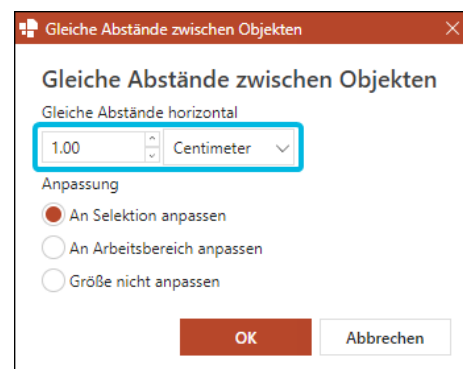 Gleiche Abstände zwischen Objekten
Gleiche Abstände zwischen Objekten
Gleiche Abstände horizontal
1.00 Centimeter
Anpassung
An Selektion anpassen
An Arbeitsbereich anpassen
Größe nicht anpassen
OK Abbrechen